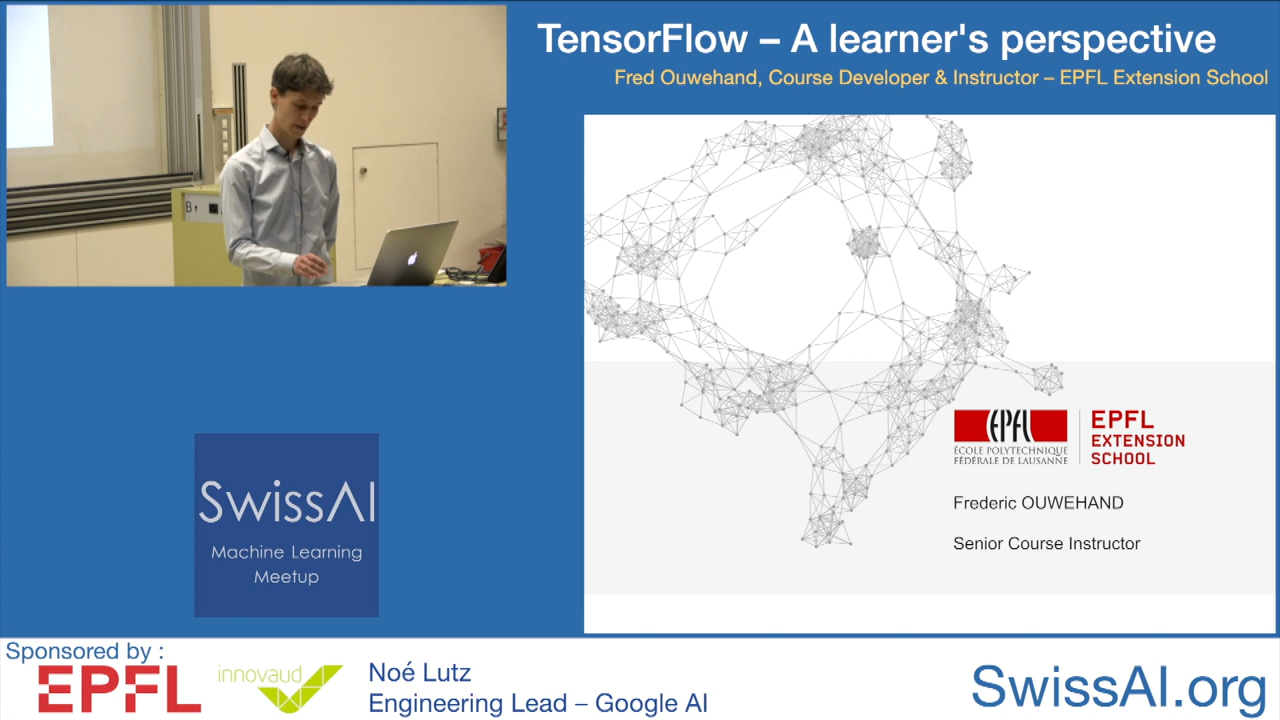 TensorFlow – A learner's perspective
Fred Ouwehand, Course Developer & Instructor – EPFL Extension School
B
EPFL
ÉCOLE POLYTECHNIQUE
FÉDÉRALE DE LAUSANNE
EPFL
EXTENSION
SCHOOL
Frederic OUWEHAND
Senior Course Instructor
SwissAI
Machine Learning
Meetup
Sponsored by :
EPFL
innovaud
Noé Lutz
Engineering Lead – Google AI
SwissAI.org